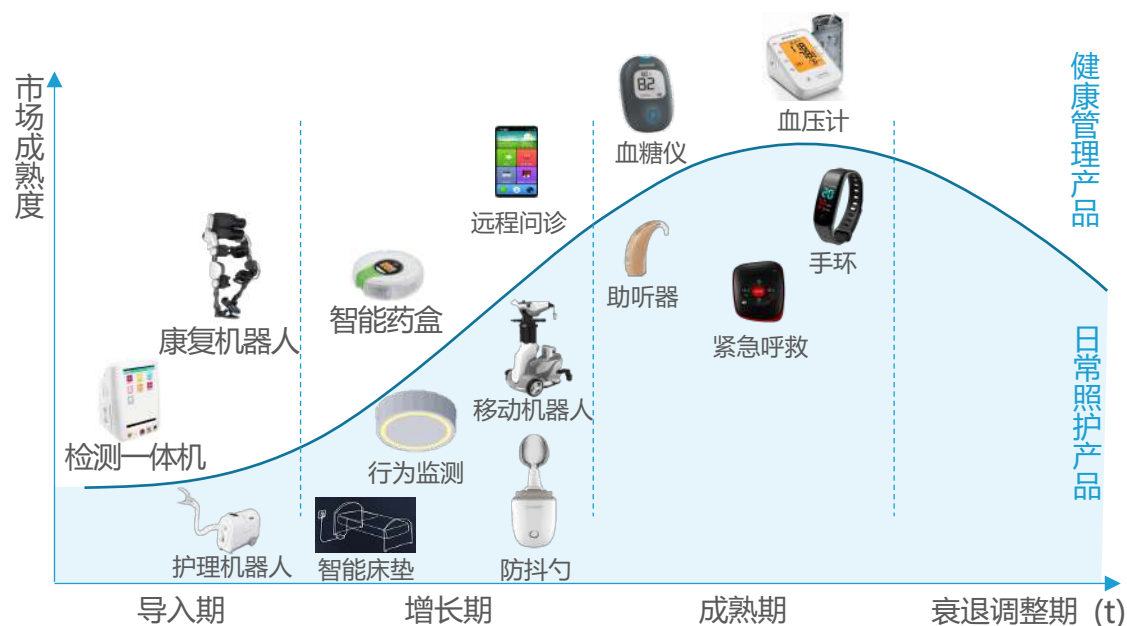 市场成熟度
健康管理产品
日常照护产品
血压计
血糖仪
8.2
远程问诊
手环
助听器
紧急呼救
智能药盒
康复机器人
移动机器人
检测一体机
行为监测
护理机器人
智能床垫
防抖勺
导入期
增长期
成熟期
衰退调整期 (t)